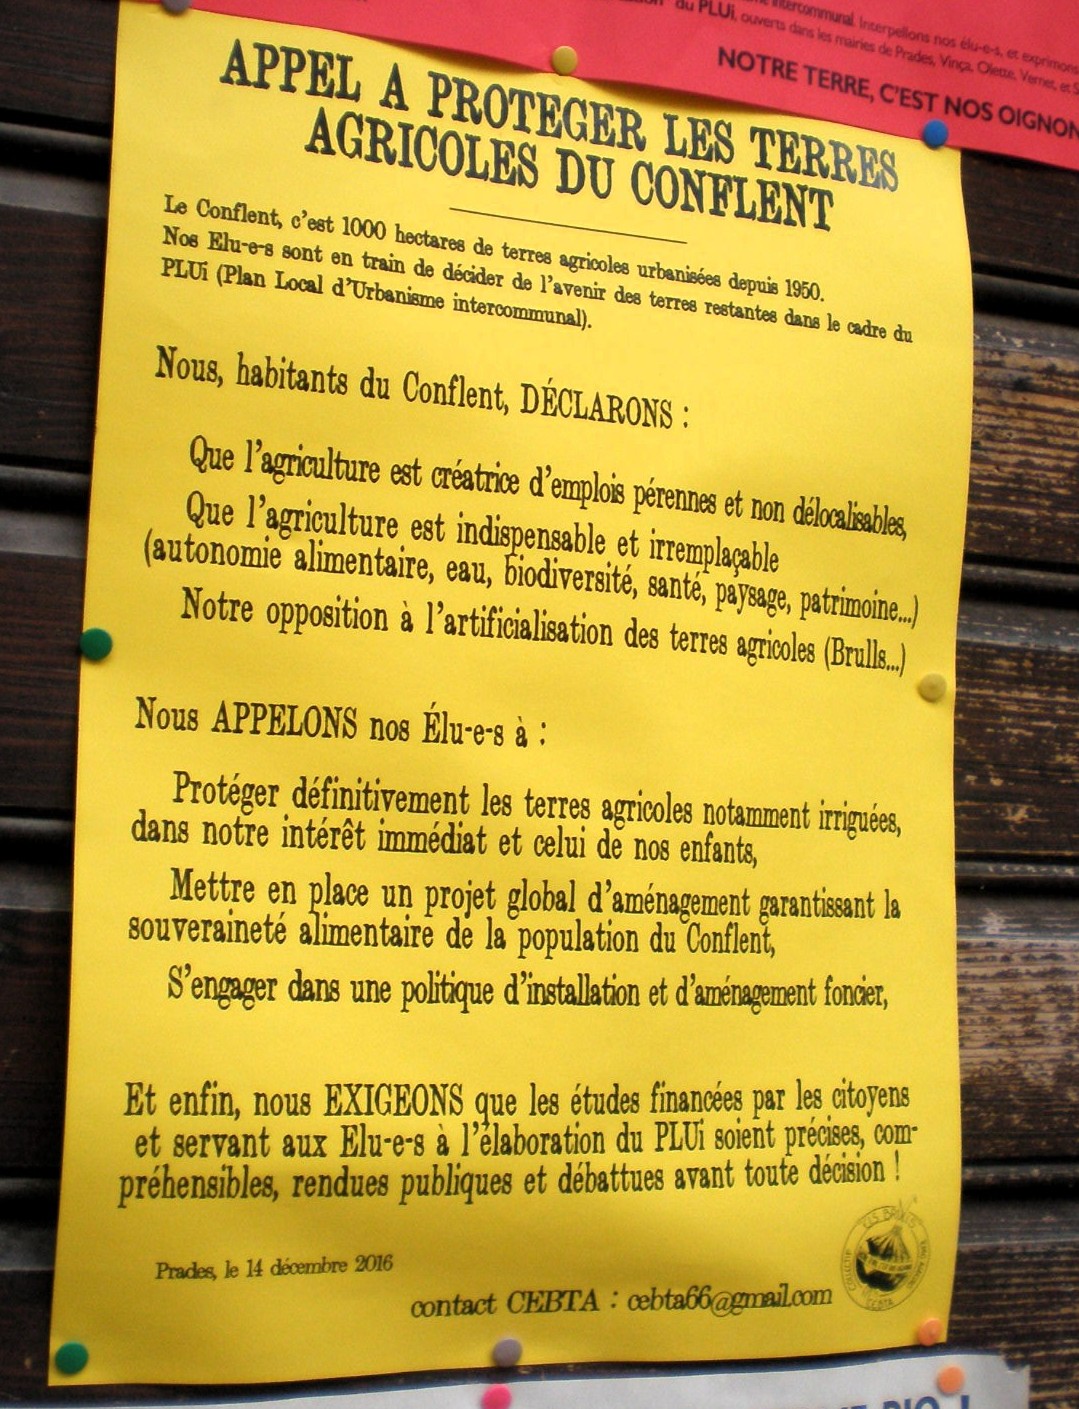 intercommunal. Interpellons nos élu-e-s, et exprimons
du PLUi, ouverts dans les mairies de Prades, Vinça, Olette, Vernet, et S
NOTRE TERRE, C'EST NOS OIGNON
APPEL A PROTEGER LES TERRES
AGRICOLES DU CONFLENT
Le Conflent, c'est 1000 hectares de terres agricoles urbanisées depuis 1950.
Nos Elu-e-s sont en train de décider de l'avenir des terres restantes dans le cadre du
PLUi (Plan Local d'Urbanisme intercommunal).
Nous, habitants du Conflent, DÉCLARONS :
Que l'agriculture est créatrice d'emplois pérennes et non délocalisables,
Que l'agriculture est indispensable et irremplaçable
(autonomie alimentaire, eau, biodiversité, santé, paysage, patrimoine...)
Notre opposition à l'artificialisation des terres agricoles (Brulls...)
Nous APPELONS nos Élu-e-s à :
Protéger définitivement les terres agricoles notamment irriguées,
dans notre intérêt immédiat et celui de nos enfants,
Mettre en place un projet global d'aménagement garantissant la
souveraineté alimentaire de la population du Conflent,
S'engager dans une politique d'installation et d'aménagement foncier,
Et enfin, nous EXIGEONS que les études financées par les citoyens
et servant aux Elu-e-s à l'élaboration du PLUi soient précises, com-
préhensibles, rendues publiques et débattues avant toute décision !
Prades, le 14 décembre 2016
contact CEBTA : cebta66@gmail.com
COLLECTIF
CEBTA
BIO !